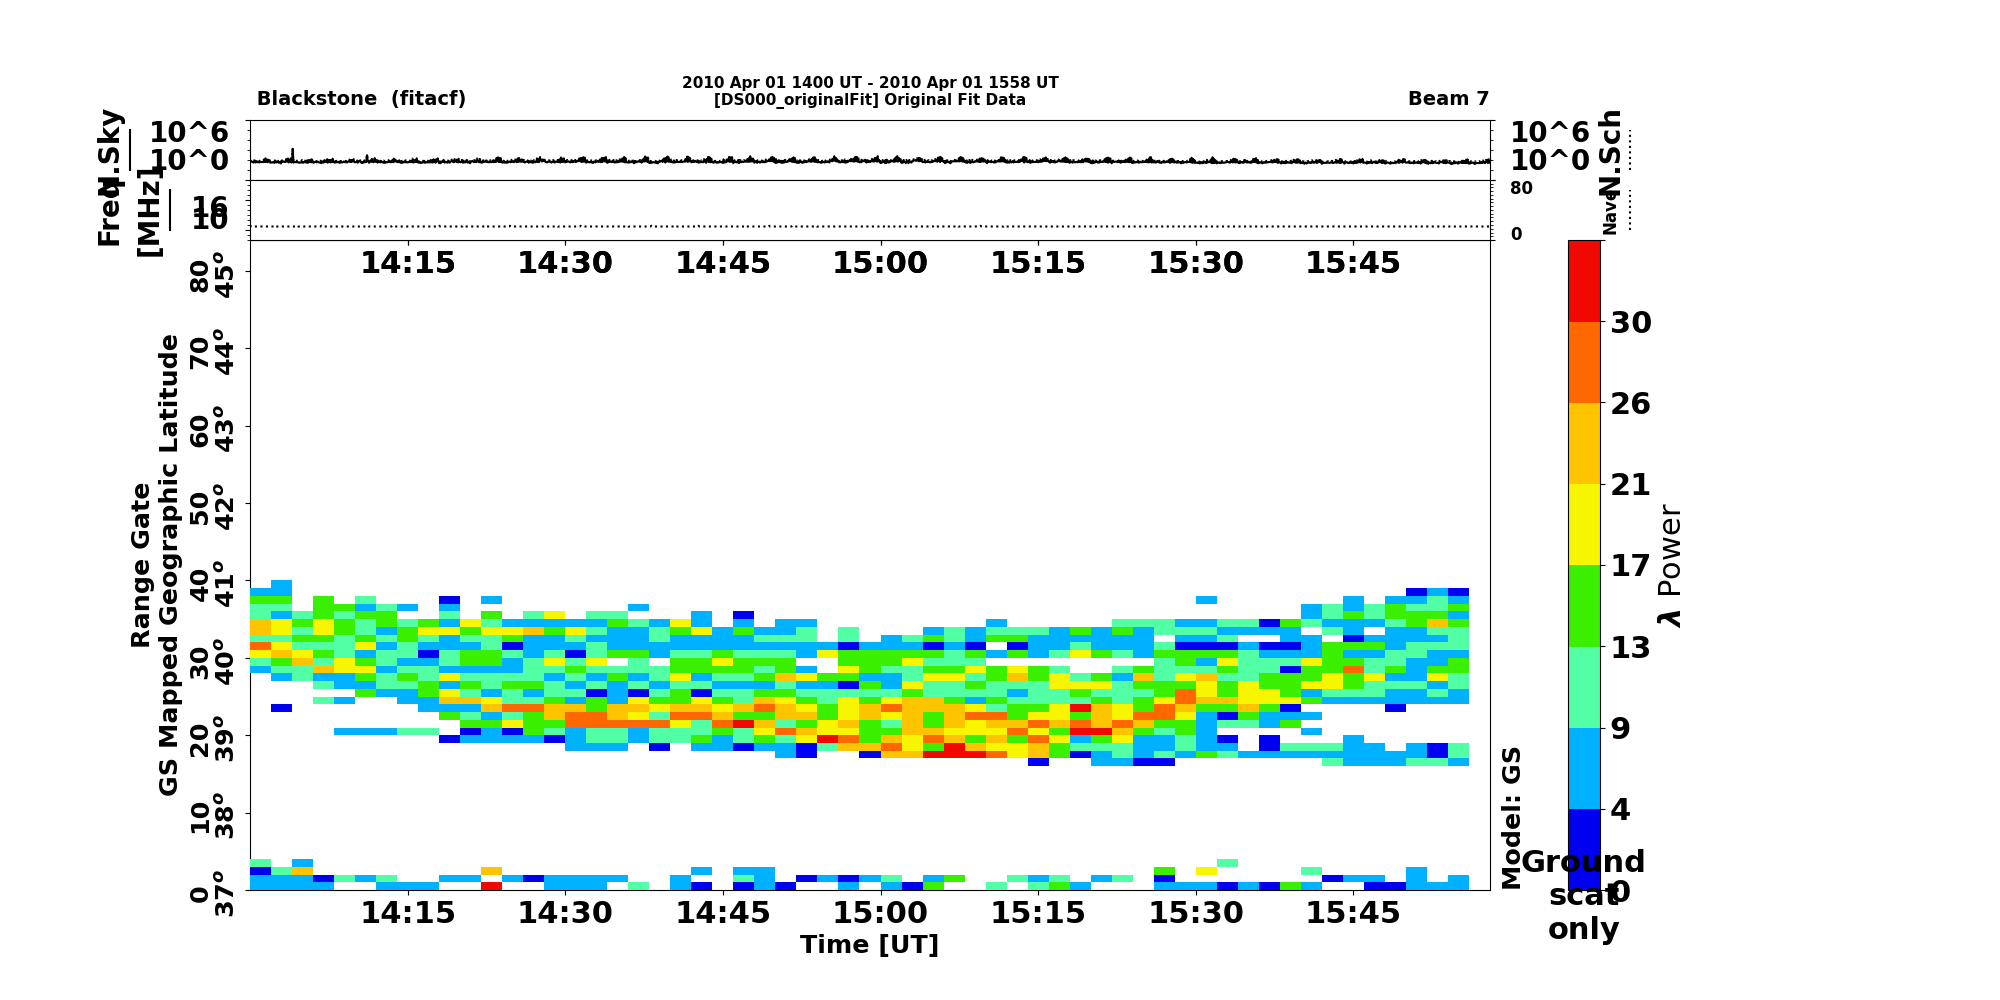 2010 Apr 01 1400 UT - 2010 Apr 01 1558 UT
Blackstone (fitacf)
[DS000_originalFit] Original Fit Data
Beam 7
N.Sky
10^6
10^0
10^6
10^0
N.Sch
Freq
[MHz]
16
10
80
0
Nave
14:15 14:30 14:45 15:00 15:15 15:30 15:45
Range Gate
GS Mapped Geographic Latitude
80 45°
70 44°
60 43°
50 42°
40 41°
30 40°
20 39°
10 38°
0 37°
14:15 14:30 14:45 15:00 15:15 15:30 15:45
Time [UT]
Model: GS
30
26
21
17
13
9
4
0
λ Power
Ground
scat
only